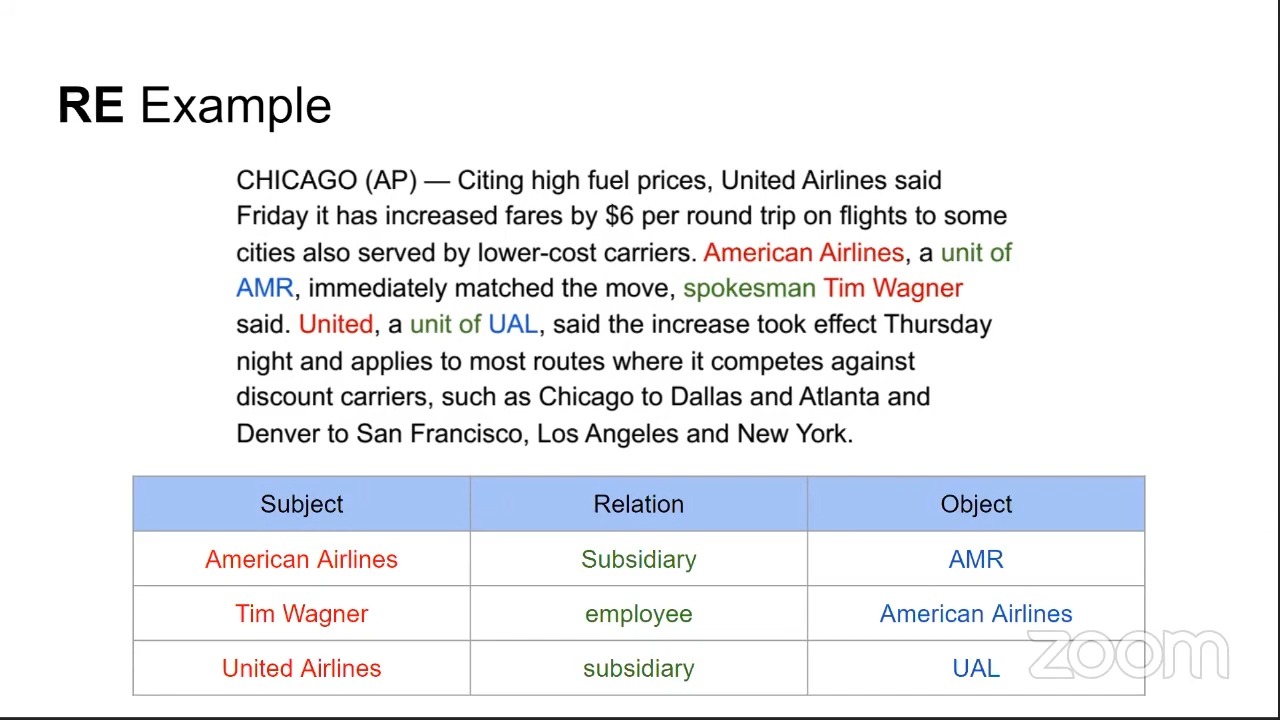 RE Example
CHICAGO (AP) — Citing high fuel prices, United Airlines said
Friday it has increased fares by $6 per round trip on flights to some
cities also served by lower-cost carriers. American Airlines, a unit of
AMR, immediately matched the move, spokesman Tim Wagner
said. United, a unit of UAL, said the increase took effect Thursday
night and applies to most routes where it competes against
discount carriers, such as Chicago to Dallas and Atlanta and
Denver to San Francisco, Los Angeles and New York.
Subject Relation Object
American Airlines Subsidiary AMR
Tim Wagner employee American Airlines
United Airlines subsidiary UAL
zoom